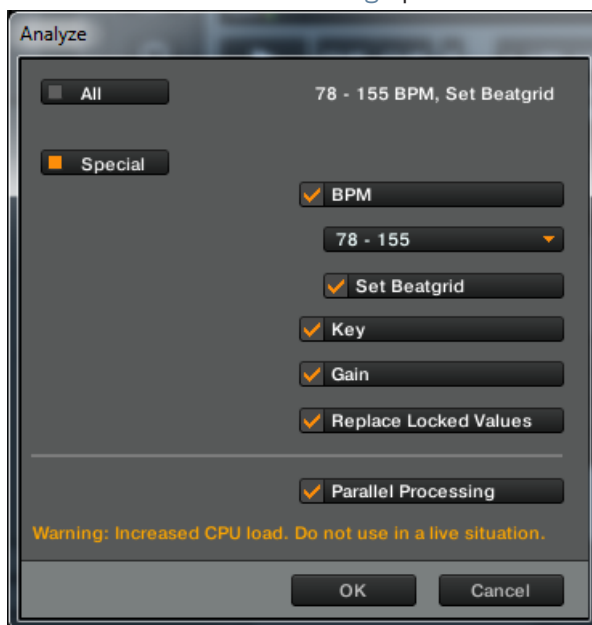 Analyze
All
78 - 155 BPM, Set Beatgrid
Special
BPM
78 - 155
Set Beatgrid
Key
Gain
Replace Locked Values
Parallel Processing
Warning: Increased CPU load. Do not use in a live situation.
OK
Cancel